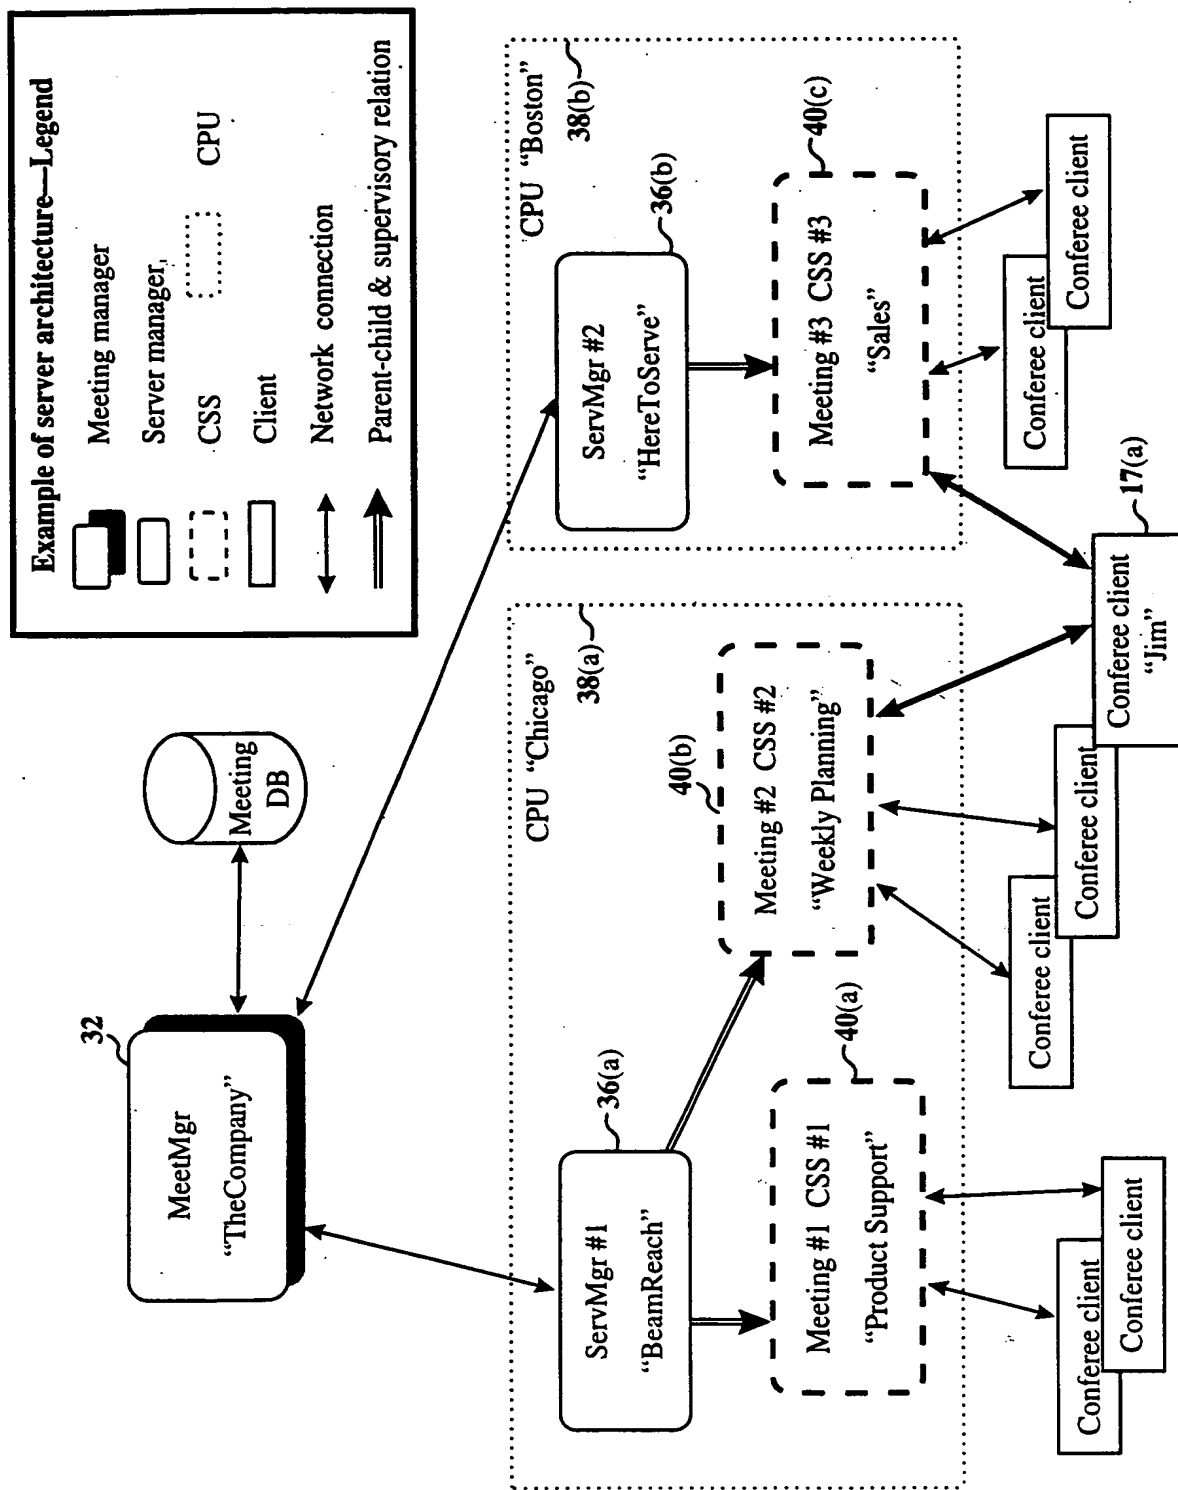 Example of server architecture—Legend
Meeting manager
Server manager
CSS
CPU
Client
Network connection
Parent-child & supervisory relation
32
MeetMgr
“TheCompany”
Meeting
DB
CPU “Chicago”
38(a)
ServMgr #1
“BeamReach”
36(a)
Meeting #1 CSS #1
“Product Support”
40(a)
Meeting #2 CSS #2
“Weekly Planning”
40(b)
CPU “Boston”
38(b)
ServMgr #2
“HereToServe”
36(b)
Meeting #3 CSS #3
“Sales”
40(c)
Conferee client
Conferee client
Conferee client
Conferee client
Conferee client
“Jim”
17(a)
Conferee client
Conferee client